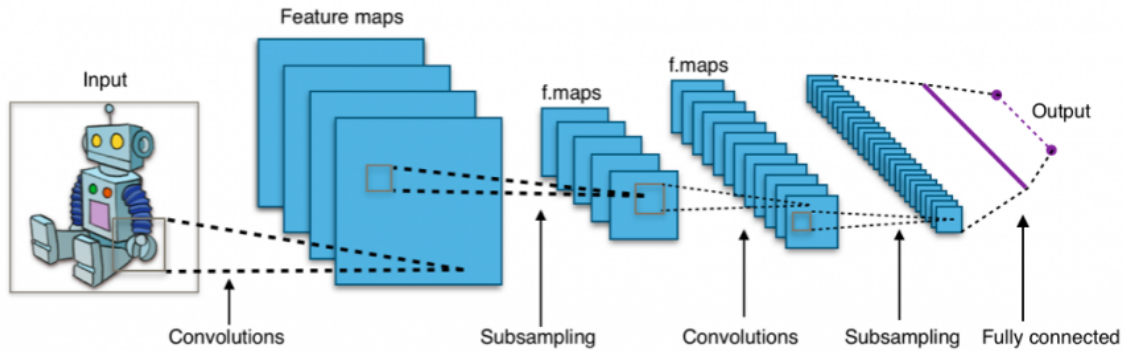 Feature maps
Input
f.maps
f.maps
Output
Convolutions
Subsampling
Convolutions
Subsampling
Fully connected